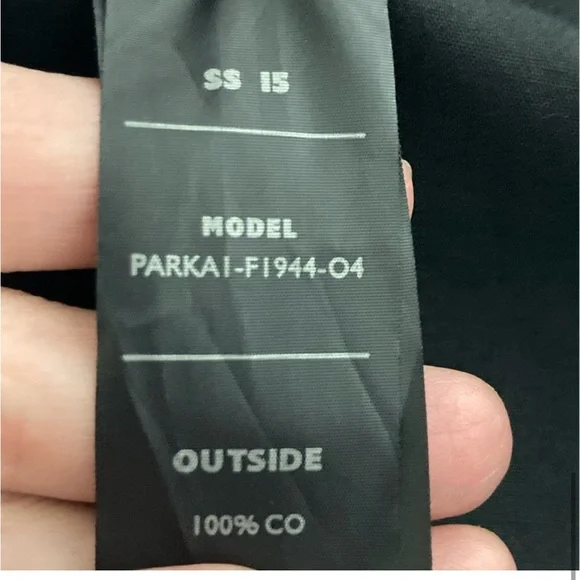 SS 15
MODEL
PARKA1-F1944-04
OUTSIDE
100% CO